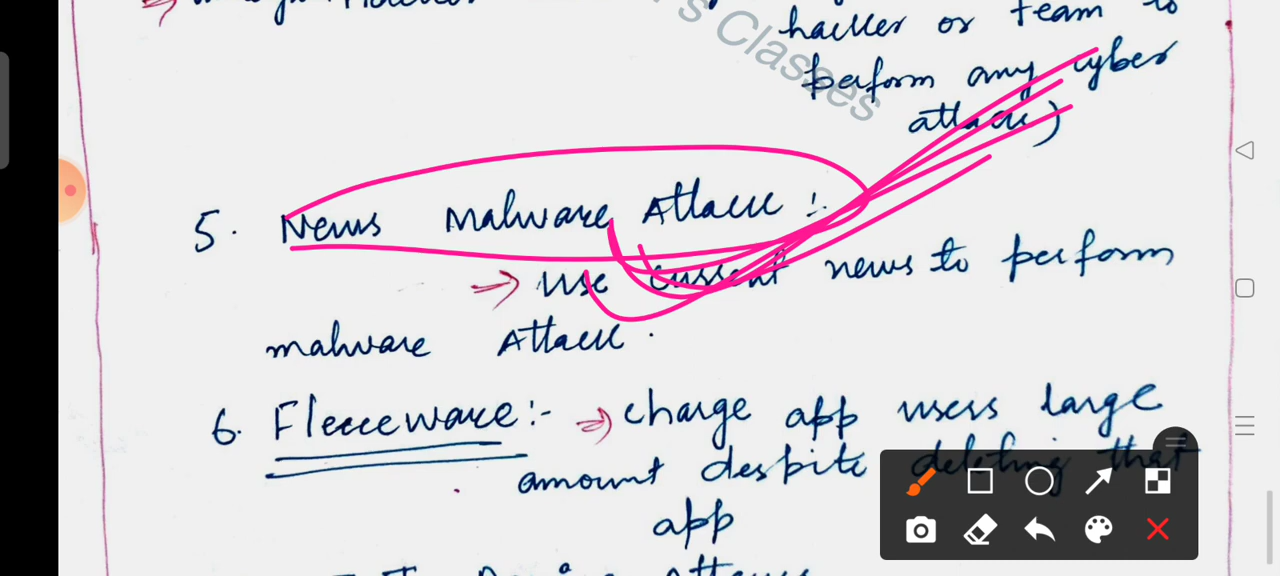 's Classes
hacker or team to
perform any cyber
attack)
5. News Malware Attack :-
→ use current news to perform
malware Attack.
6. Fleeceware :- → charge app users large
amount despite deleting that
app